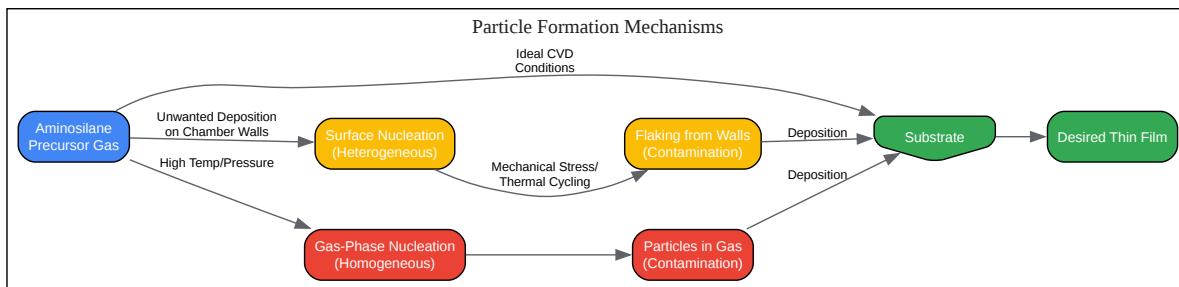 Particle Formation Mechanisms
Ideal CVD
Conditions
Aminosilane
Precursor Gas
Unwanted Deposition
on Chamber Walls
High Temp/Pressure
Surface Nucleation
(Heterogeneous)
Mechanical Stress/
Thermal Cycling
Flaking from Walls
(Contamination)
Deposition
Substrate
Desired Thin Film
Gas-Phase Nucleation
(Homogeneous)
Particles in Gas
(Contamination)
Deposition